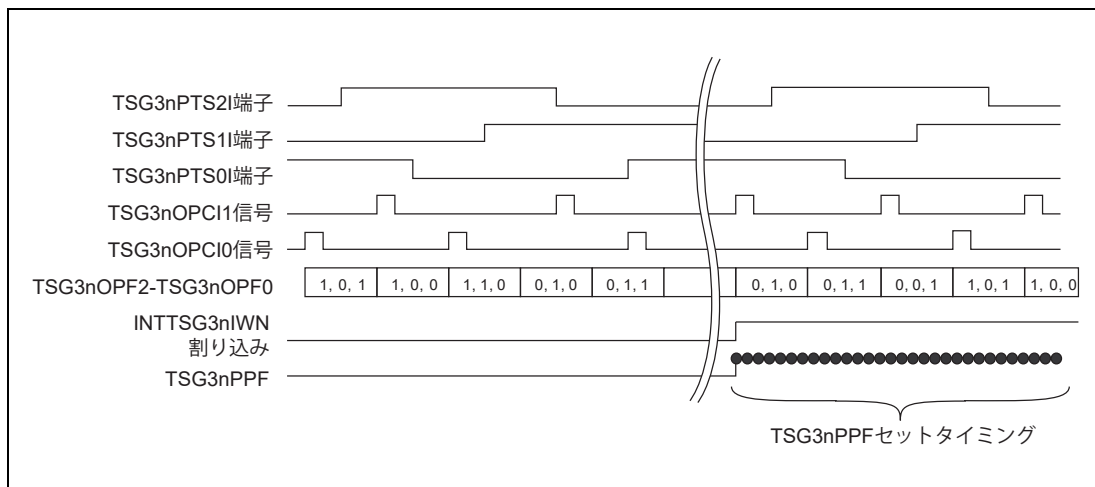 TSG3nPTS2I端子
TSG3nPTS1I端子
TSG3nPTS0I端子
TSG3nOPCI1信号
TSG3nOPCI0信号
TSG3nOPF2-TSG3nOPF0 1, 0, 1 1, 0, 0 1, 1, 0 0, 1, 0 0, 1, 1 0, 1, 0 0, 1, 1 0, 0, 1 1, 0, 1 1, 0, 0
INTTSG3nIWN
割り込み
TSG3nPPF
TSG3nPPFセットタイミング